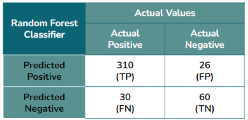 Random Forest
Classifier
Actual Values
Actual
Positive
Actual
Negative
Predicted
Positive
310
(TP)
26
(FP)
Predicted
Negative
30
(FN)
60
(TN)